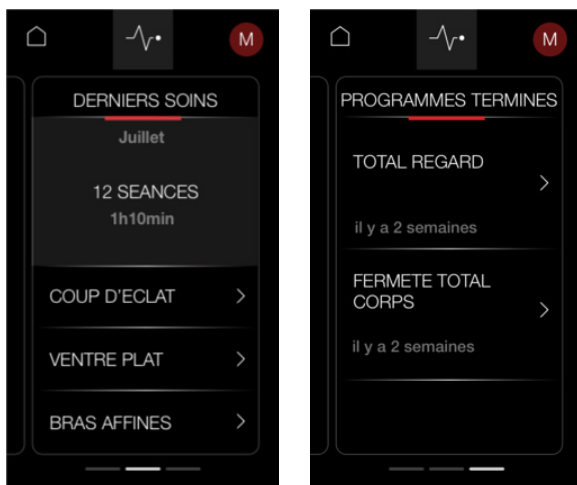 M
DERNIERS SOINS
Juillet
12 SEANCES
1h10min
COUP D'ECLAT
VENTRE PLAT
BRAS AFFINES
M
PROGRAMMES TERMINES
TOTAL REGARD
il y a 2 semaines
FERMETE TOTAL
CORPS
il y a 2 semaines